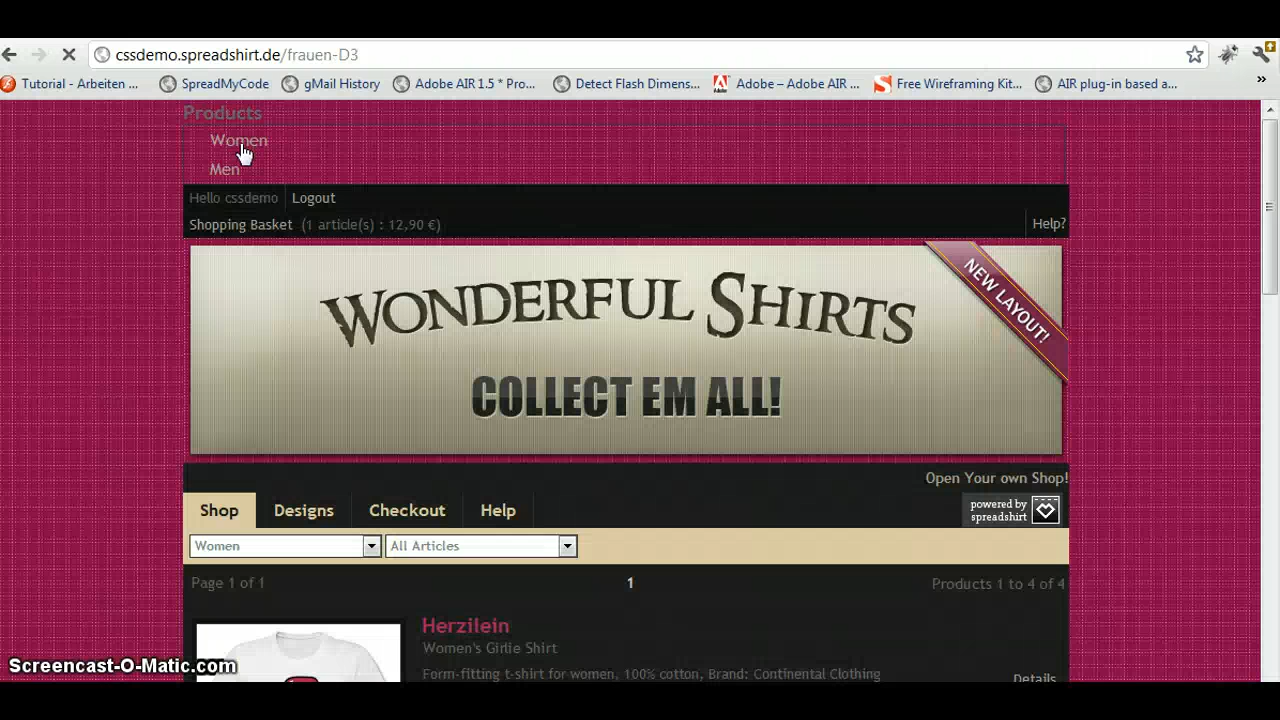 cssdemo.spreadshirt.de/frauen-D3
Tutorial - Arbeiten ... SpreadMyCode gMail History Adobe AIR 1.5 * Pro... Detect Flash Dimens... Adobe – Adobe AIR ... Free Wireframing Kit... AIR plug-in based a... »
Products
Women
Men
Hello cssdemo Logout
Shopping Basket (1 article(s) : 12,90 €) Help?
WONDERFUL SHIRTS
NEW LAYOUT!
COLLECT EM ALL!
Open Your own Shop!
Shop Designs Checkout Help
powered by
spreadshirt
Women All Articles
Page 1 of 1 1 Products 1 to 4 of 4
Herzilein
Women's Girlie Shirt
Form-fitting t-shirt for women, 100% cotton, Brand: Continental Clothing
Details
Screencast-O-Matic.com